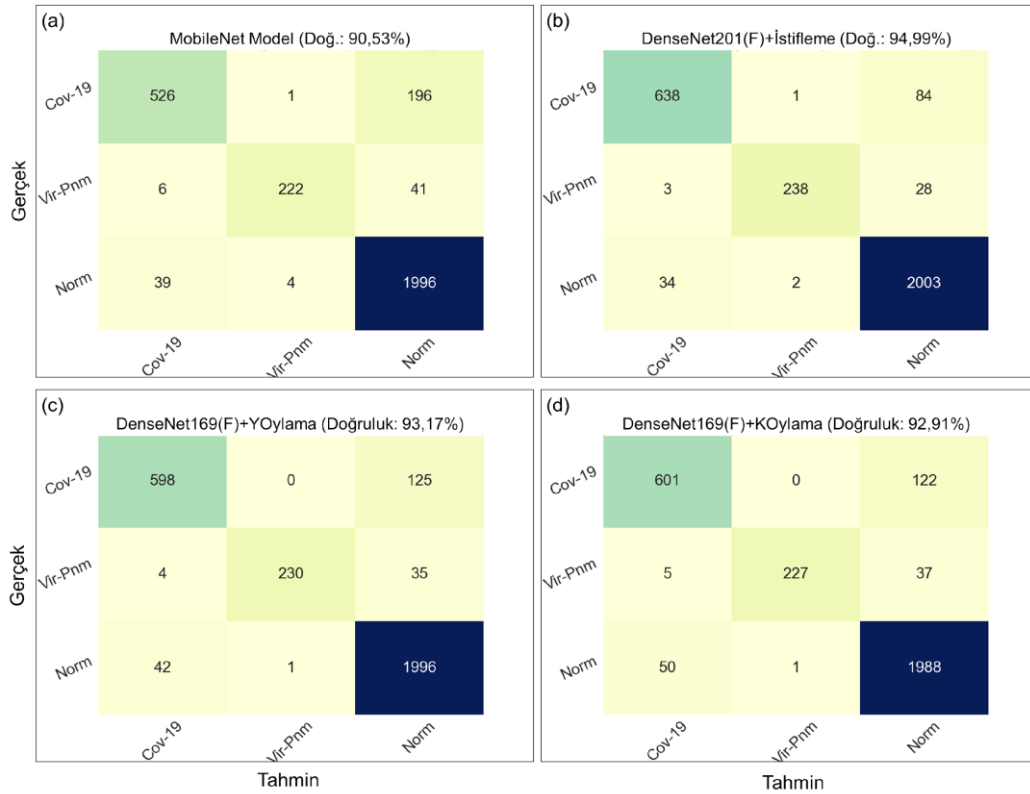 (a)
MobileNet Model (Doğ.: 90,53%)
Gerçek
Cov-19
526 1 196
Vir-Pnm
6 222 41
Norm
39 4 1996
Cov-19 Vir-Pnm Norm
(b)
DenseNet201(F)+İstifleme (Doğ.: 94,99%)
Cov-19
638 1 84
Vir-Pnm
3 238 28
Norm
34 2 2003
Cov-19 Vir-Pnm Norm
(c)
DenseNet169(F)+YOylama (Doğruluk: 93,17%)
Gerçek
Cov-19
598 0 125
Vir-Pnm
4 230 35
Norm
42 1 1996
Cov-19 Vir-Pnm Norm
Tahmin
(d)
DenseNet169(F)+KOylama (Doğruluk: 92,91%)
Cov-19
601 0 122
Vir-Pnm
5 227 37
Norm
50 1 1988
Cov-19 Vir-Pnm Norm
Tahmin